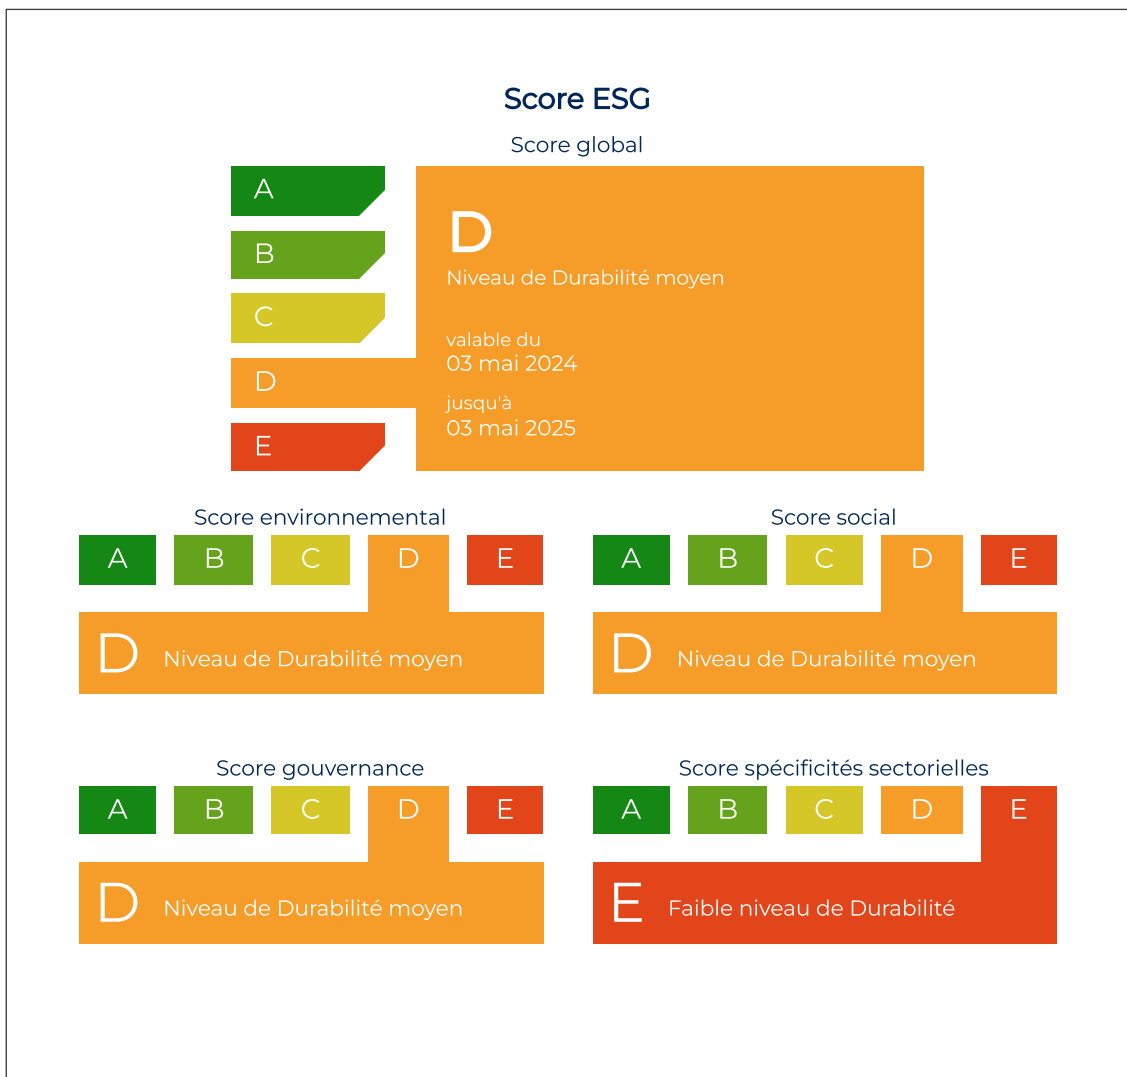 Score ESG
Score global
A
B
C
D
E
D
Niveau de Durabilité moyen
valable du
03 mai 2024
jusqu'à
03 mai 2025
Score environnemental
A B C D E
D Niveau de Durabilité moyen
Score social
A B C D E
D Niveau de Durabilité moyen
Score gouvernance
A B C D E
D Niveau de Durabilité moyen
Score spécificités sectorielles
A B C D E
E Faible niveau de Durabilité